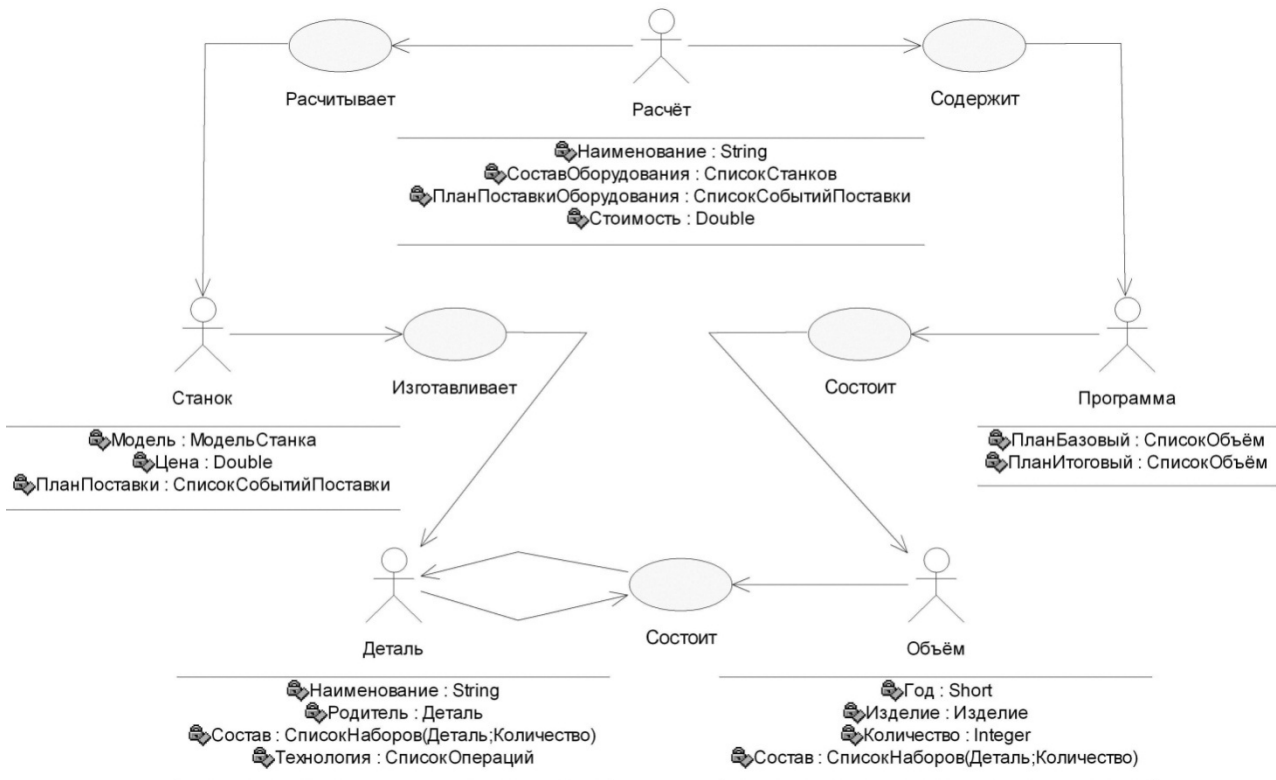 Расчитывает
Расчёт
Содержит
Наименование : String
СоставОборудования : СписокСтанков
ПланПоставкиОборудования : СписокСобытийПоставки
Стоимость : Double
Станок
Изготавливает
Состоит
Программа
Модель : МодельСтанка
Цена : Double
ПланПоставки : СписокСобытийПоставки
ПланБазовый : СписокОбъём
ПланИтоговый : СписокОбъём
Деталь
Состоит
Объём
Наименование : String
Родитель : Деталь
Состав : СписокНаборов(Деталь;Количество)
Технология : СписокОпераций
Год : Short
Изделие : Изделие
Количество : Integer
Состав : СписокНаборов(Деталь;Количество)